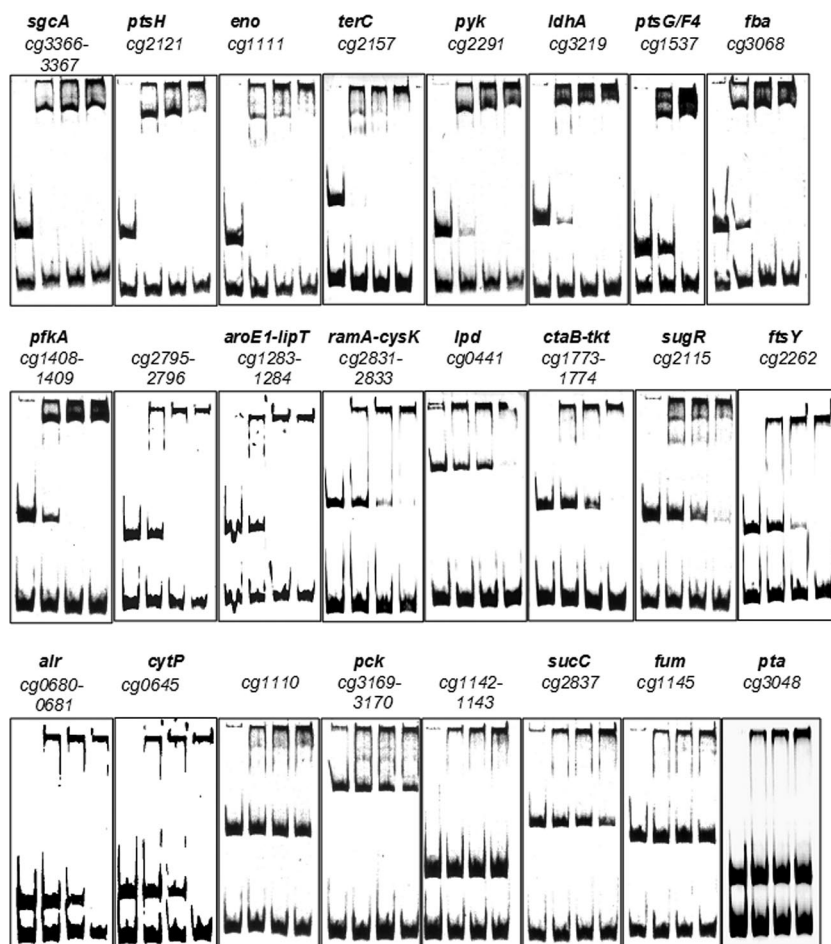 sgcA
cg3366-
3367
ptsH
cg2121
eno
cg1111
terC
cg2157
pyk
cg2291
ldhA
cg3219
ptsG/F4
cg1537
fba
cg3068
pfkA
cg1408-
1409
cg2795-
2796
aroE1-lipT
cg1283-
1284
ramA-cysK
cg2831-
2833
lpd
cg0441
ctaB-tkt
cg1773-
1774
sugR
cg2115
ftsY
cg2262
alr
cg0680-
0681
cytP
cg0645
cg1110
pck
cg3169-
3170
cg1142-
1143
sucC
cg2837
fum
cg1145
pta
cg3048